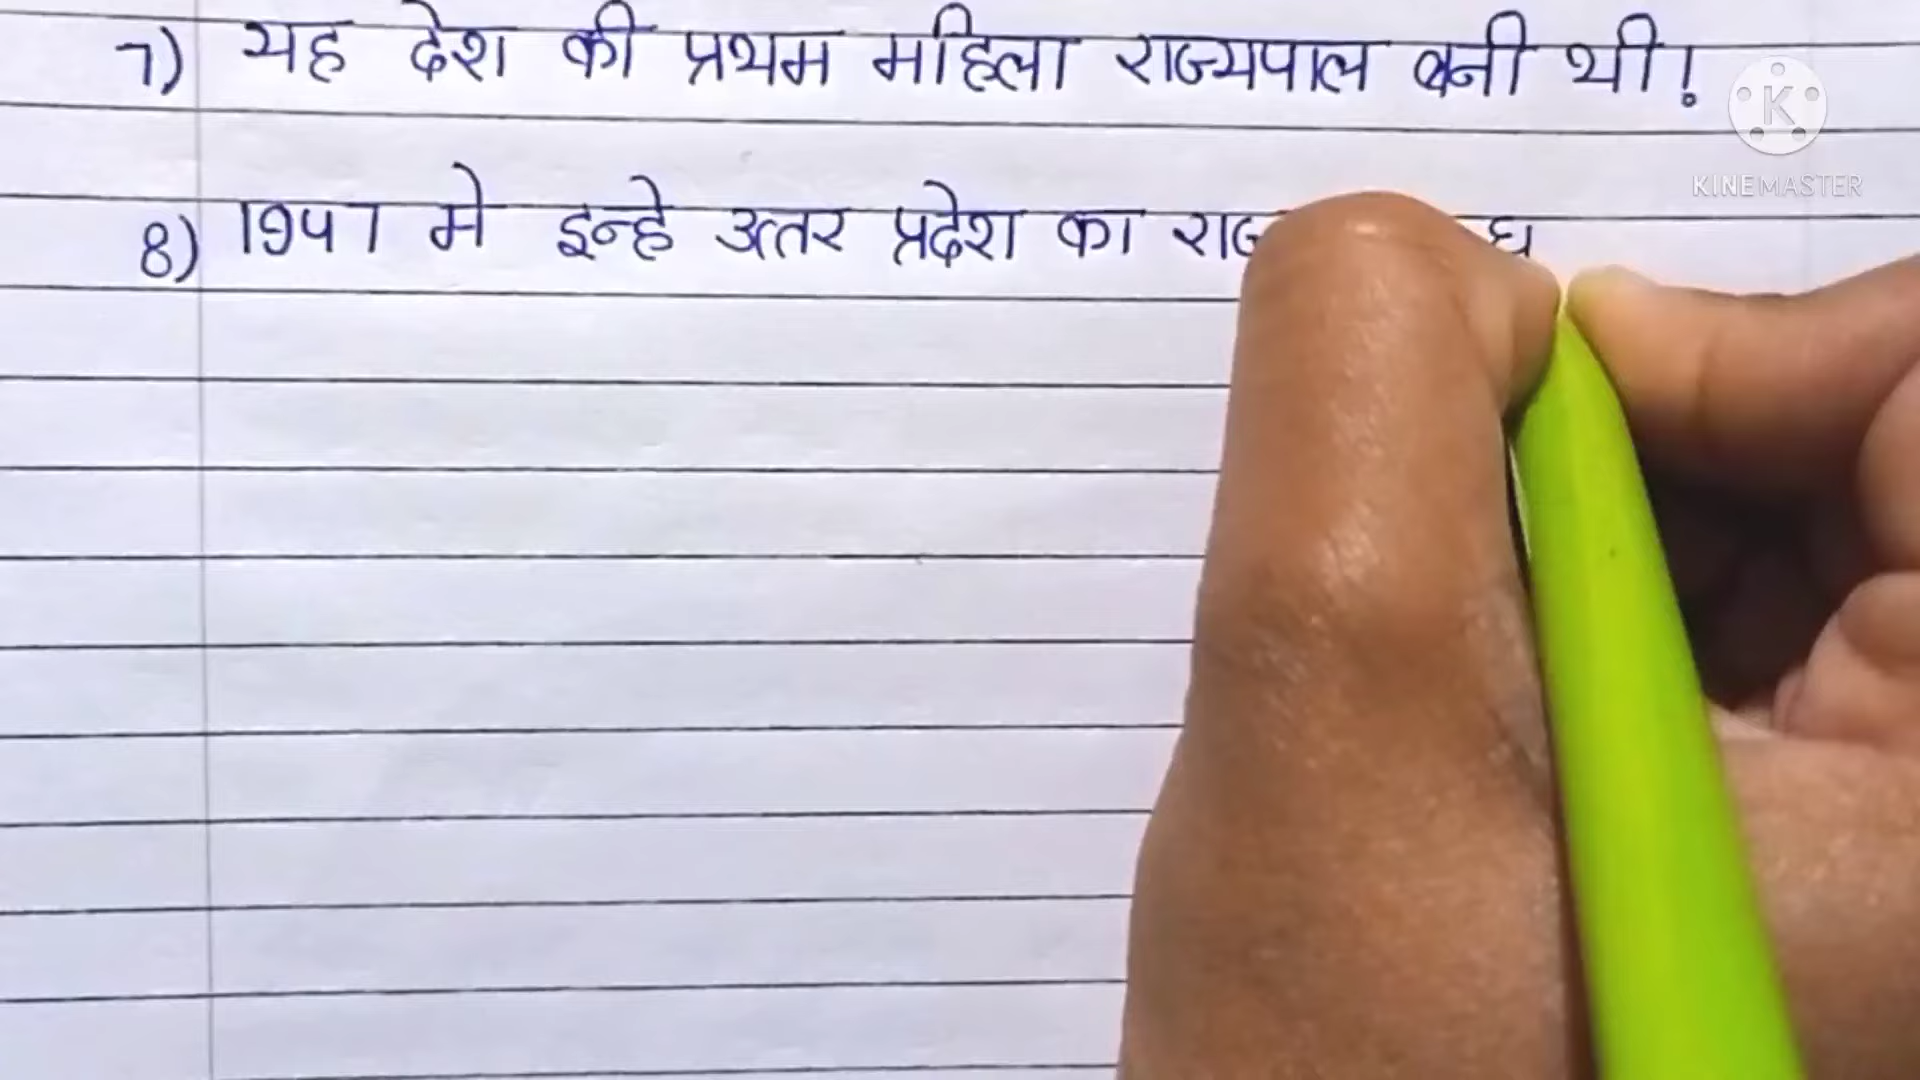 7) यह देश की प्रथम महिला राज्यपाल बनी थी!
K
KINEMASTER
8) 1947 मे इन्हे उत्तर प्रदेश का